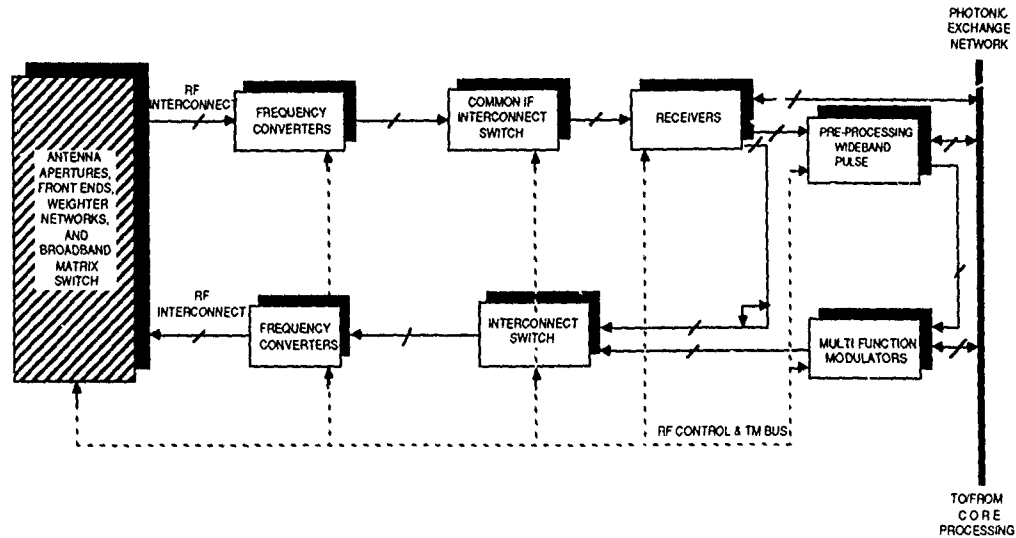 PHOTONIC
EXCHANGE
NETWORK
RF
INTERCONNECT
FREQUENCY
CONVERTERS
COMMON IF
INTERCONNECT
SWITCH
RECEIVERS
PRE-PROCESSING
WIDEBAND
PULSE
ANTENNA
APERTURES,
FRONT ENDS,
WEIGHTER
NETWORKS,
AND
BROADBAND
MATRIX
SWITCH
RF
INTERCONNECT
FREQUENCY
CONVERTERS
INTERCONNECT
SWITCH
MULTI FUNCTION
MODULATORS
RF CONTROL & TM BUS
TO/FROM
CORE
PROCESSING